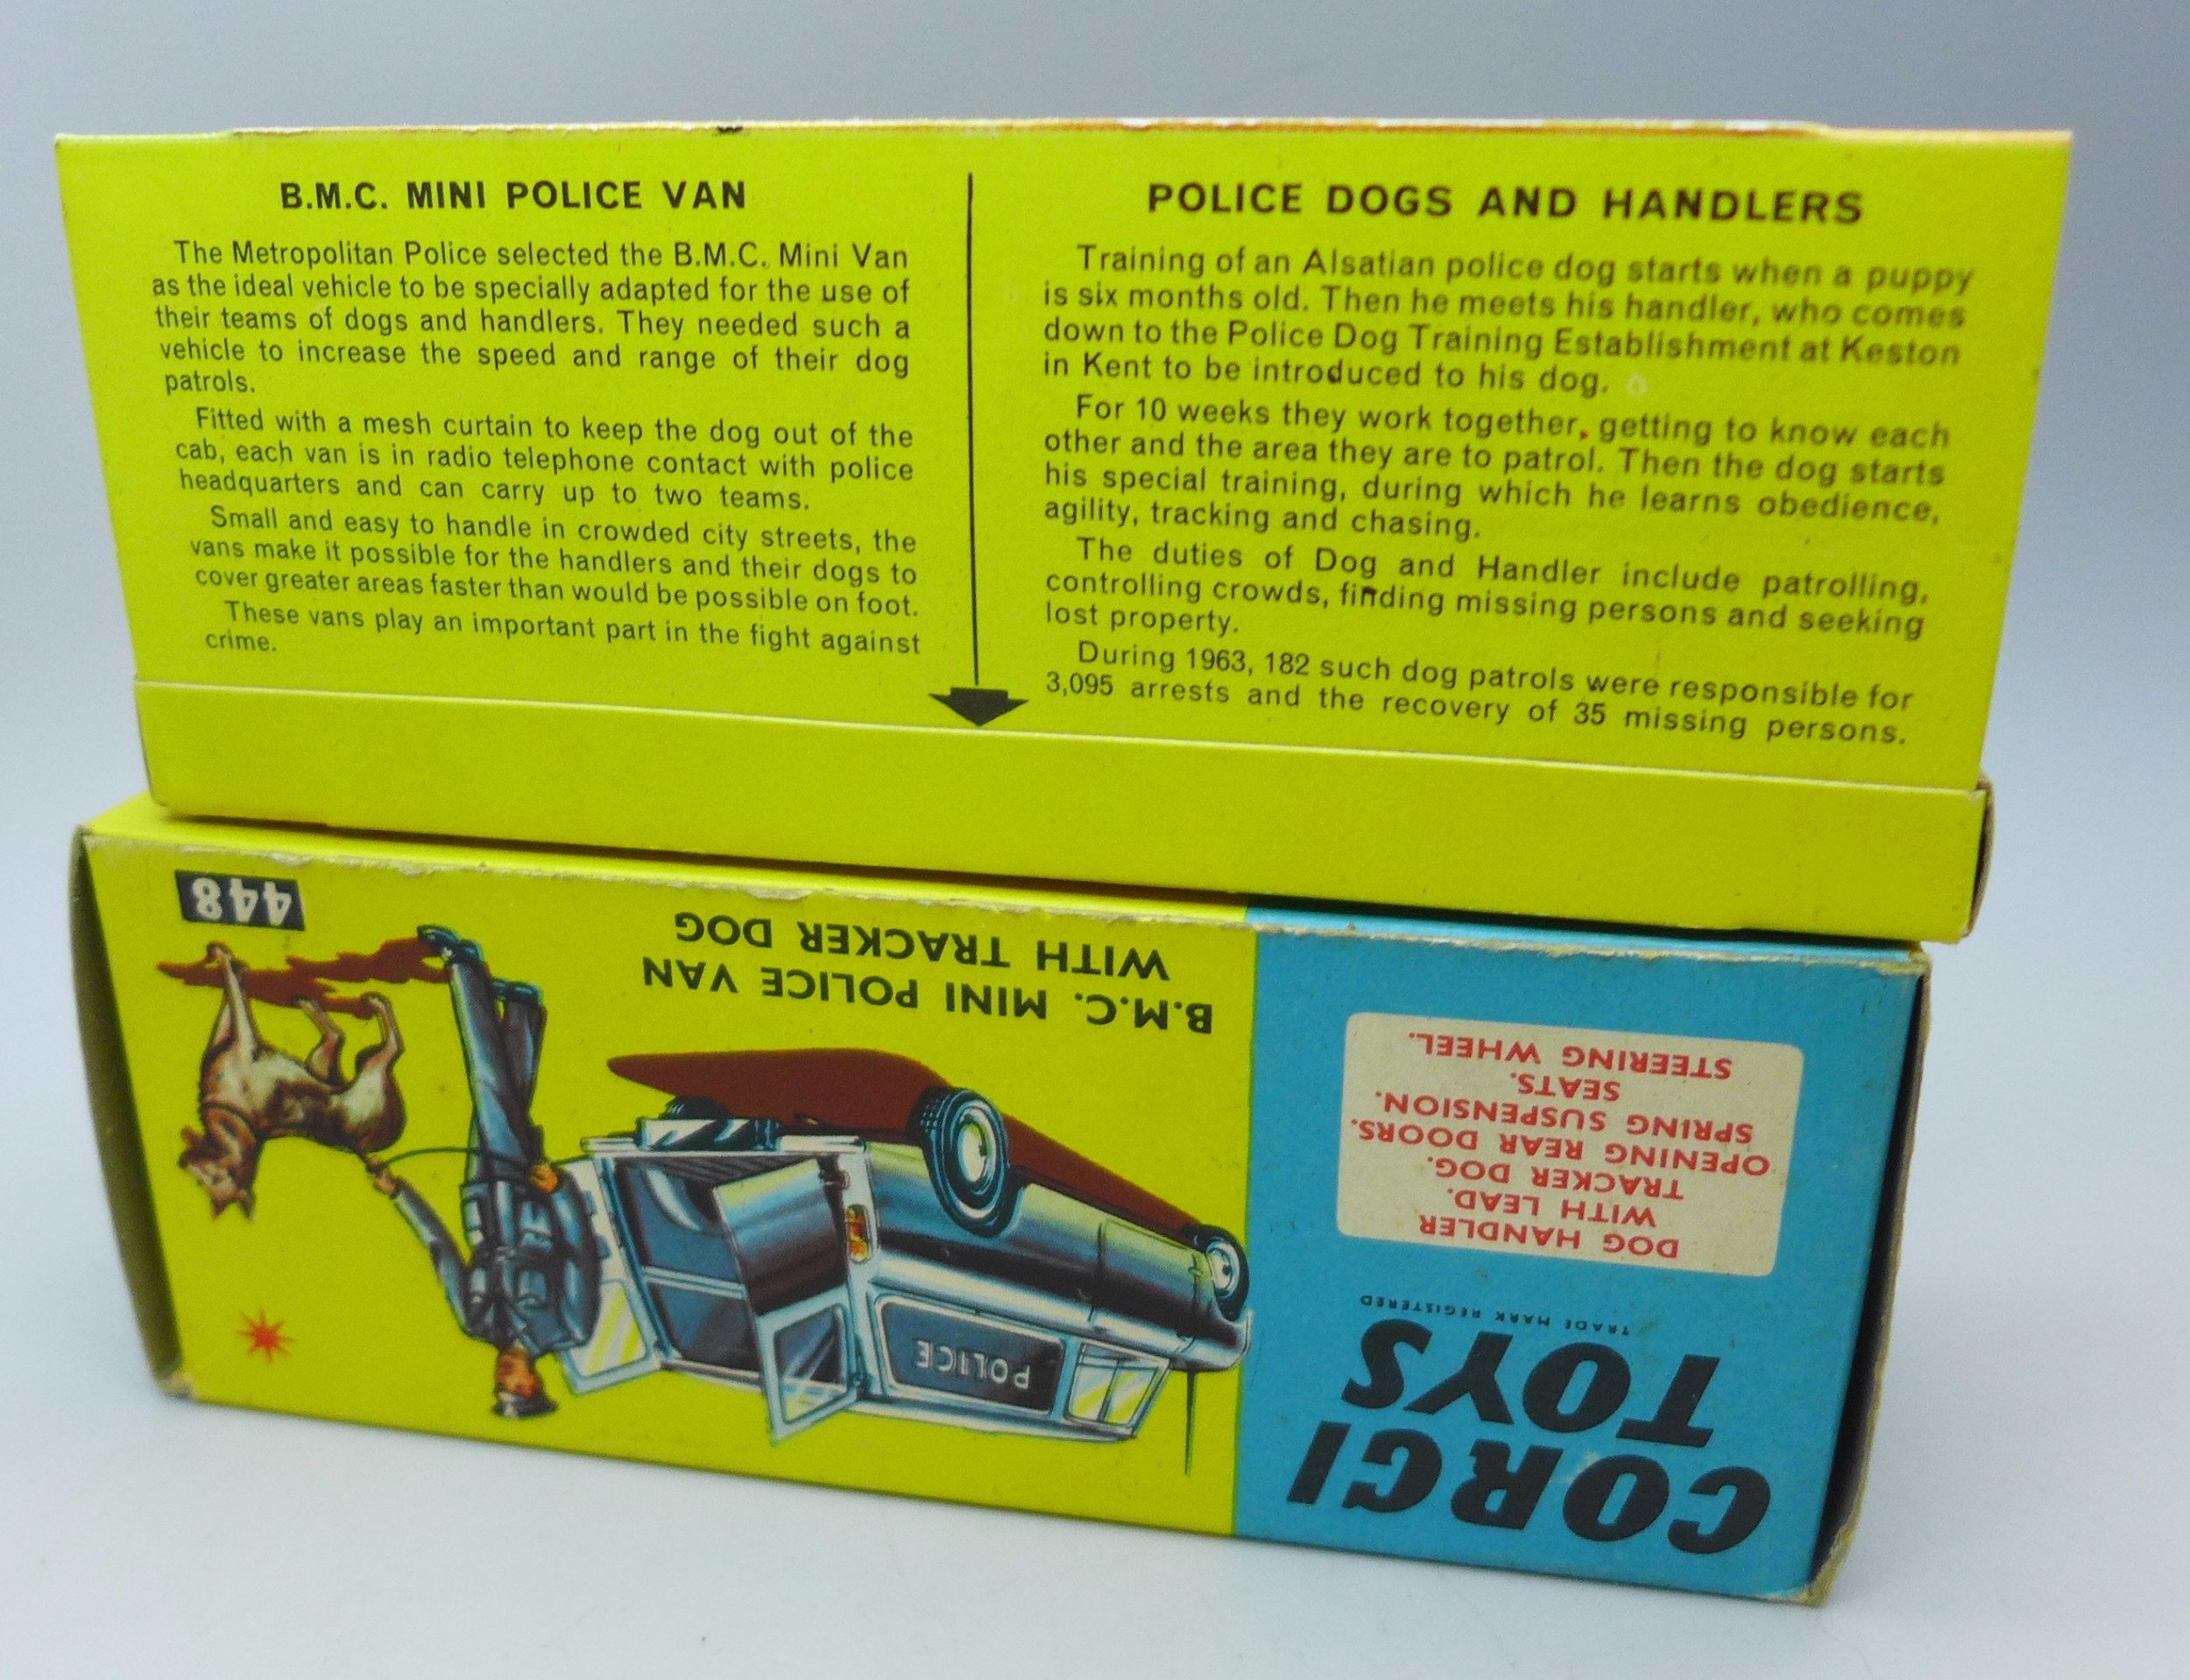 B.M.C. MINI POLICE VAN
The Metropolitan Police selected the B.M.C. Mini Van
as the ideal vehicle to be specially adapted for the use of
their teams of dogs and handlers. They needed such a
vehicle to increase the speed and range of their dog
patrols.
Fitted with a mesh curtain to keep the dog out of the
cab, each van is in radio telephone contact with police
headquarters and can carry up to two teams.
Small and easy to handle in crowded city streets, the
vans make it possible for the handlers and their dogs to
cover greater areas faster than would be possible on foot.
These vans play an important part in the fight against
crime.
POLICE DOGS AND HANDLERS
Training of an Alsatian police dog starts when a puppy
is six months old. Then he meets his handler, who comes
down to the Police Dog Training Establishment at Keston
in Kent to be introduced to his dog.
For 10 weeks they work together, getting to know each
other and the area they are to patrol. Then the dog starts
his special training, during which he learns obedience,
agility, tracking and chasing.
The duties of Dog and Handler include patrolling,
controlling crowds, finding missing persons and seeking
lost property.
During 1963, 182 such dog patrols were responsible for
3,095 arrests and the recovery of 35 missing persons.
CORGI
TOYS
TRADE MARK REGISTERED
DOG HANDLER
WITH LEAD.
TRACKER DOG.
OPENING REAR DOORS.
SPRING SUSPENSION.
SEATS.
STEERING WHEEL.
POLICE
B.M.C. MINI POLICE VAN
WITH TRACKER DOG
448